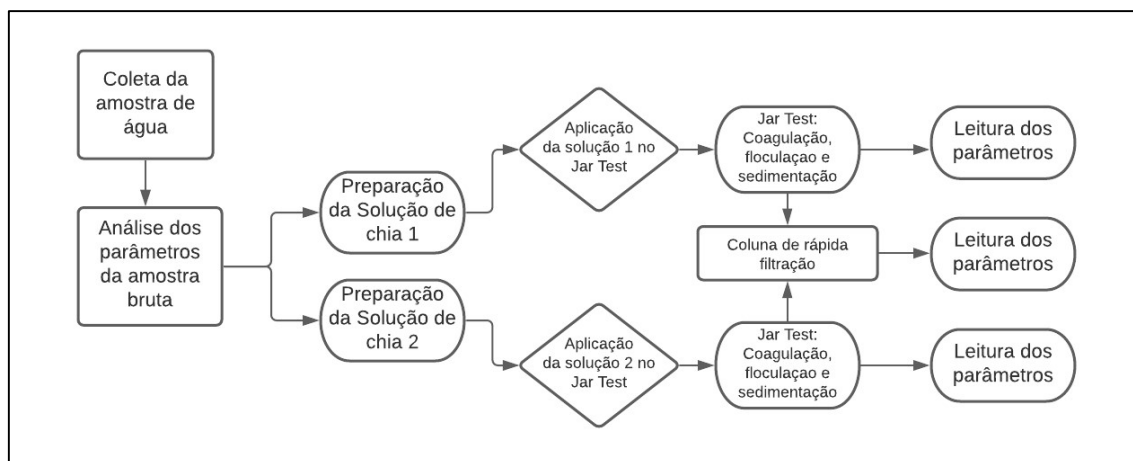 Coleta da
amostra de
água
Análise dos
parâmetros
da amostra
bruta
Preparação
da Solução de
chia 1
Preparação
da Solução de
chia 2
Aplicação
da solução 1 no
Jar Test
Aplicação
da solução 2 no
Jar Test
Jar Test:
Coagulação,
floculaçao e
sedimentação
Coluna de rápida
filtração
Jar Test:
Coagulação,
floculaçao e
sedimentação
Leitura dos
parâmetros
Leitura dos
parâmetros
Leitura dos
parâmetros